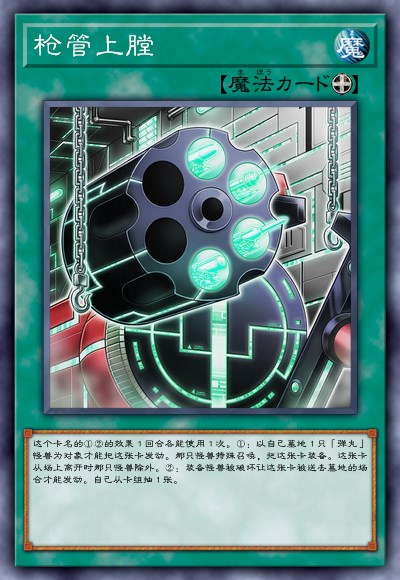 枪管上膛
魔
【魔法カード】
まほう
这个卡名的①②的效果1回合各能使用1次。①:以自己墓地1只「弹丸」
怪兽为对象才能把这张卡发动。那只怪兽特殊召唤,把这张卡装备。这张卡
从场上离开时那只怪兽除外。②:装备怪兽被破坏让这张卡被送去墓地的场
合才能发动。自己从卡组抽1张。